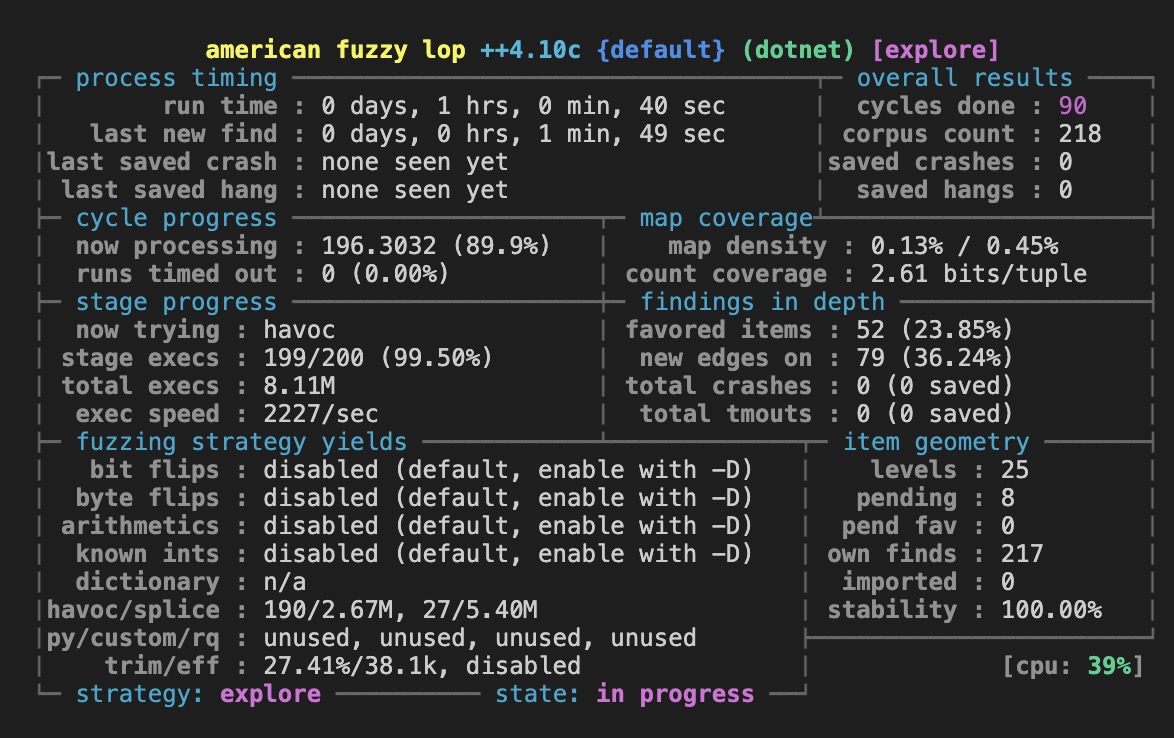 american fuzzy lop ++4.10c {default} (dotnet) [explore]
process timing overall results
run time : 0 days, 1 hrs, 0 min, 40 sec cycles done : 90
last new find : 0 days, 0 hrs, 1 min, 49 sec corpus count : 218
last saved crash : none seen yet saved crashes : 0
last saved hang : none seen yet saved hangs : 0
cycle progress map coverage
now processing : 196.3032 (89.9%) map density : 0.13% / 0.45%
runs timed out : 0 (0.00%) count coverage : 2.61 bits/tuple
stage progress findings in depth
now trying : havoc favored items : 52 (23.85%)
stage execs : 199/200 (99.50%) new edges on : 79 (36.24%)
total execs : 8.11M total crashes : 0 (0 saved)
exec speed : 2227/sec total tmouts : 0 (0 saved)
fuzzing strategy yields item geometry
bit flips : disabled (default, enable with -D) levels : 25
byte flips : disabled (default, enable with -D) pending : 8
arithmetics : disabled (default, enable with -D) pend fav : 0
known ints : disabled (default, enable with -D) own finds : 217
dictionary : n/a imported : 0
havoc/splice : 190/2.67M, 27/5.40M stability : 100.00%
py/custom/rq : unused, unused, unused, unused
trim/eff : 27.41%/38.1k, disabled [cpu: 39%]
strategy: explore state: in progress